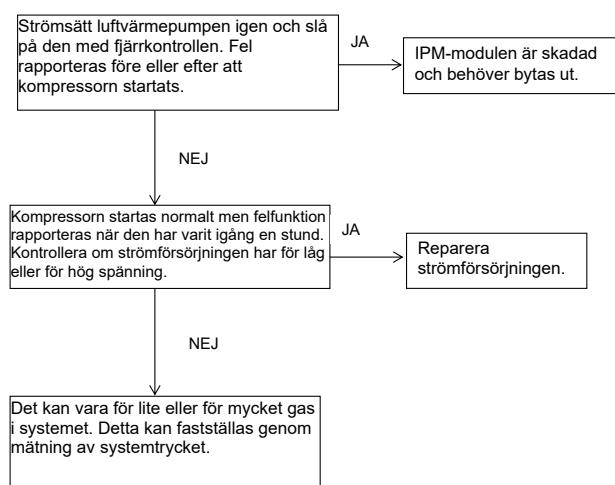 Strömsätt luftvärmepumpen igen och slå
på den med fjärrkontrollen. Fel
rapporteras före eller efter att
kompressorn startats.
JA
IPM-modulen är skadad
och behöver bytas ut.
NEJ
Kompressorn startas normalt men felfunktion
rapporteras när den har varit igång en stund.
Kontrollera om strömförsörjningen har för låg
eller för hög spänning.
JA
Reparera
strömförsörjningen.
NEJ
Det kan vara för lite eller för mycket gas
i systemet. Detta kan fastställas genom
mätning av systemtrycket.